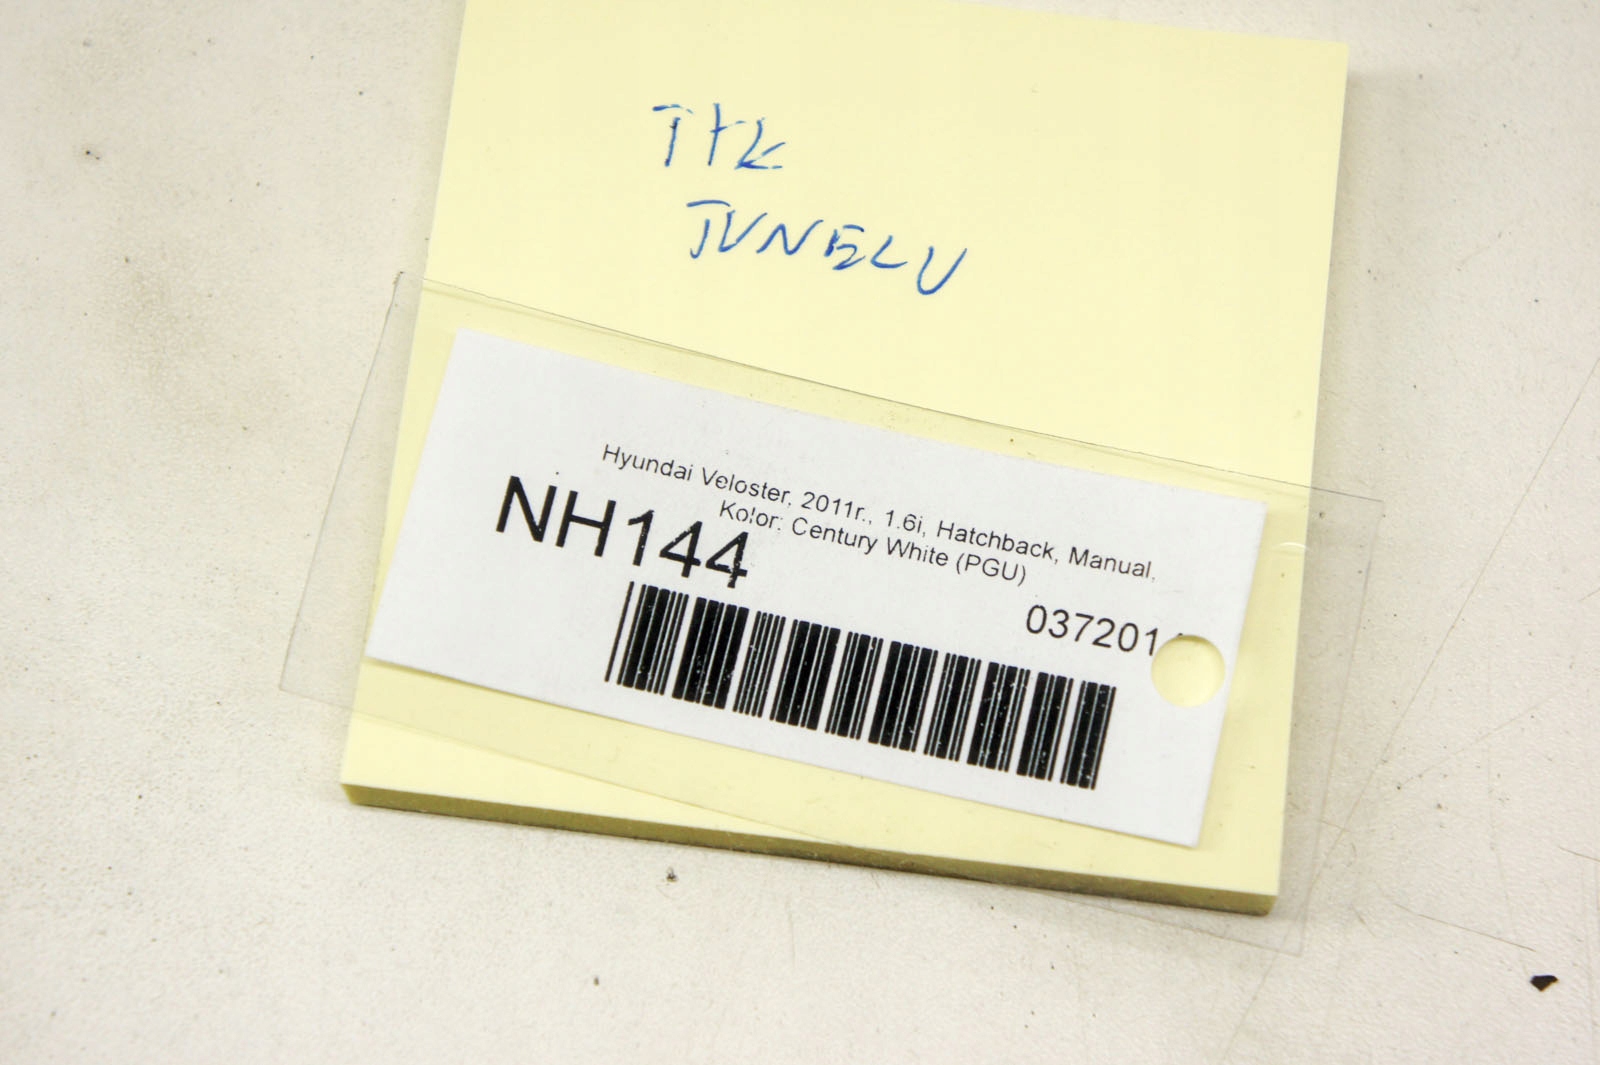 TYŁ
TUNELU
Hyundai Veloster, 2011r., 1.6i, Hatchback, Manual,
Kolor: Century White (PGU)
NH144
037201